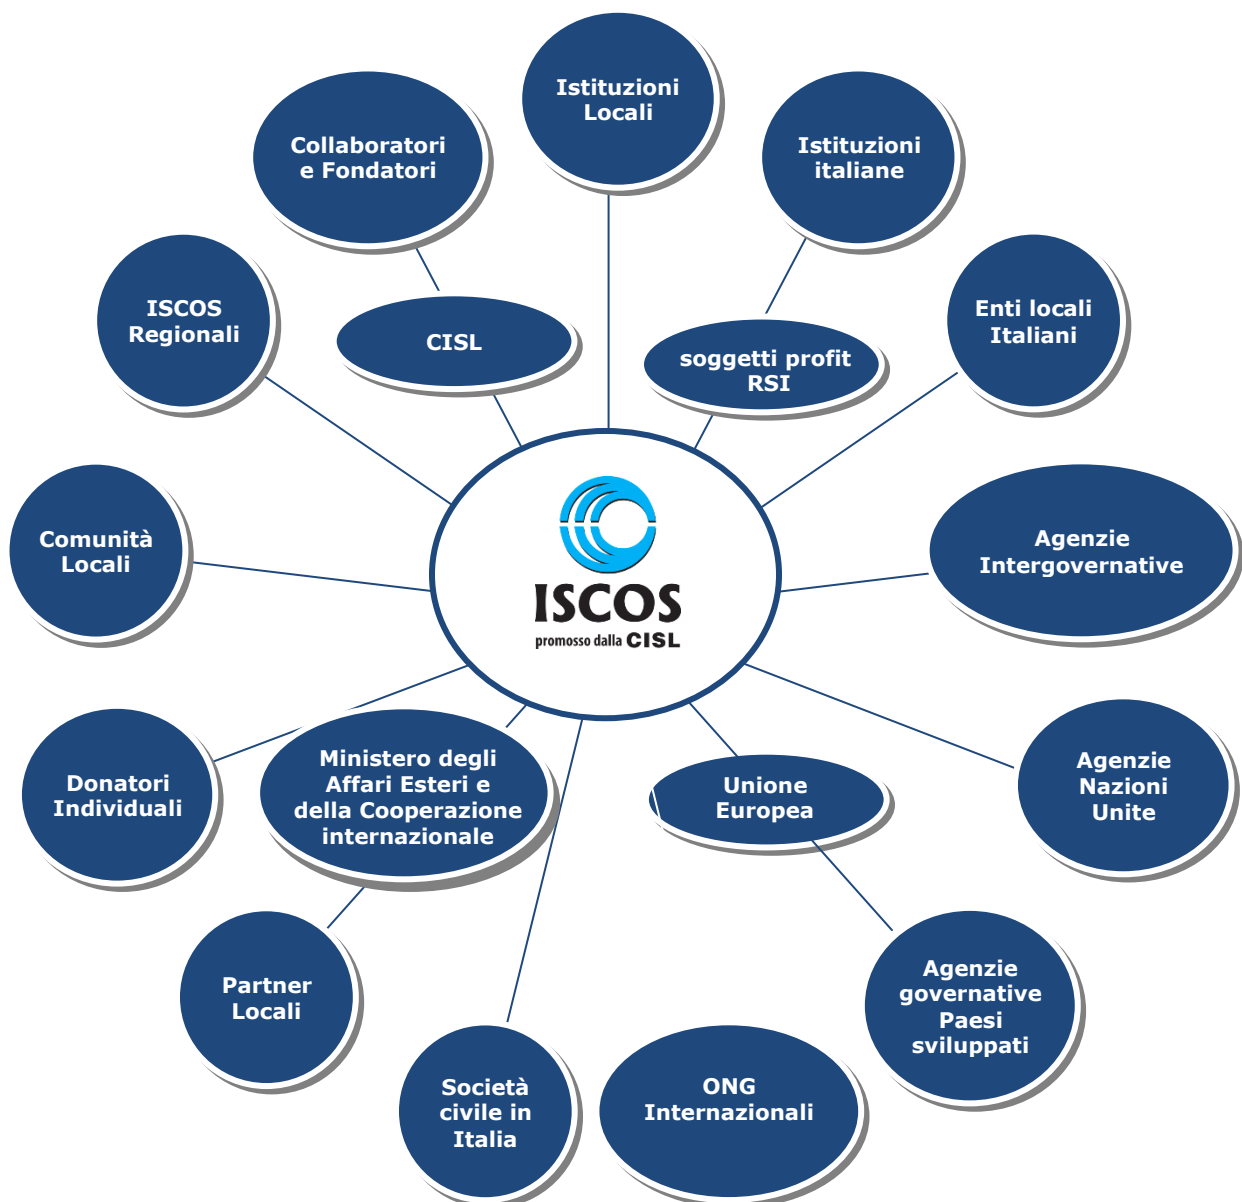 Istituzioni
Locali
Collaboratori
e Fondatori
Istituzioni
italiane
ISCOS
Regionali
CISL
soggetti profit
RSI
Enti locali
Italiani
Comunità
Locali
ISCOS
promosso dalla CISL
Agenzie
Intergovernative
Donatori
Individuali
Ministero degli
Affari Esteri e
della Cooperazione
internazionale
Unione
Europea
Agenzie
Nazioni
Unite
Partner
Locali
Agenzie
governative
Paesi
sviluppati
Società
civile in
Italia
ONG
Internazionali